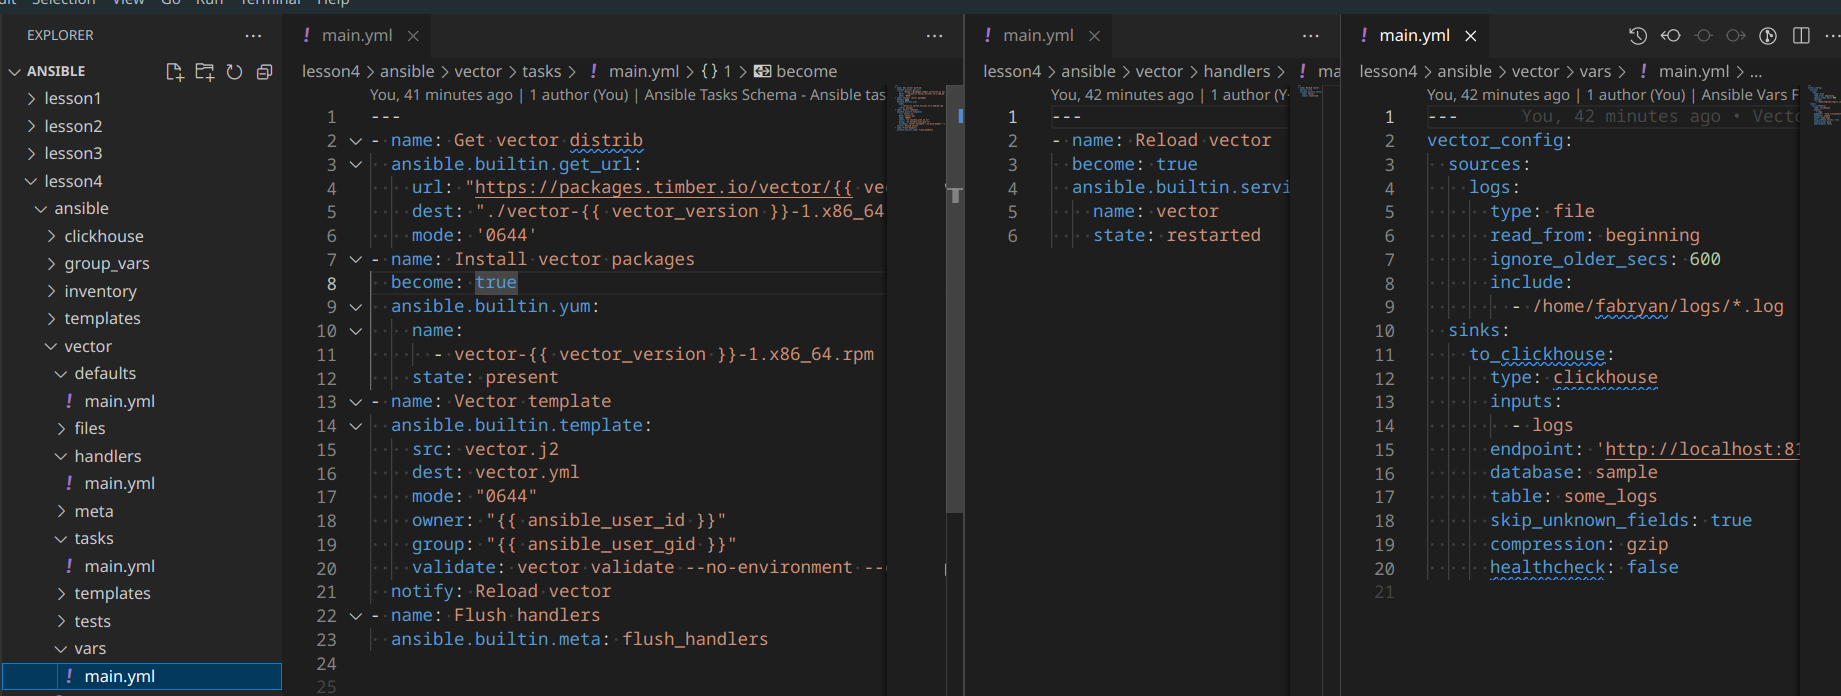 Selection View Go Run Terminal Help
EXPLORER
ANSIBLE
lesson1
lesson2
lesson3
lesson4
ansible
clickhouse
group_vars
inventory
templates
vector
defaults
main.yml
files
handlers
main.yml
meta
tasks
main.yml
templates
tests
vars
main.yml
main.yml
lesson4 > ansible > vector > tasks > ! main.yml > {} 1 > become
You, 41 minutes ago | 1 author (You) | Ansible Tasks Schema - Ansible tas
1 ---
2 - name: Get vector distrib
3 ansible.builtin.get_url:
4 url: "https://packages.timber.io/vector/{{ ve
5 dest: "./vector-{{ vector_version }}-1.x86_64
6 mode: '0644'
7 - name: Install vector packages
8 become: true
9 ansible.builtin.yum:
10 name:
11 - vector-{{ vector_version }}-1.x86_64.rpm
12 state: present
13 - name: Vector template
14 ansible.builtin.template:
15 src: vector.j2
16 dest: vector.yml
17 mode: "0644"
18 owner: "{{ ansible_user_id }}"
19 group: "{{ ansible_user_gid }}"
20 validate: vector validate --no-environment --
21 notify: Reload vector
22 - name: Flush handlers
23 ansible.builtin.meta: flush_handlers
24
25
main.yml
lesson4 > ansible > vector > handlers > ! ma
You, 42 minutes ago | 1 author (Y
1 ---
2 - name: Reload vector
3 become: true
4 ansible.builtin.servi
5 name: vector
6 state: restarted
main.yml
lesson4 > ansible > vector > vars > ! main.yml > ...
You, 42 minutes ago | 1 author (You) | Ansible Vars F
1 --- You, 42 minutes ago • Vecto
2 vector_config:
3 sources:
4 logs:
5 type: file
6 read_from: beginning
7 ignore_older_secs: 600
8 include:
9 - /home/fabryan/logs/*.log
10 sinks:
11 to_clickhouse:
12 type: clickhouse
13 inputs:
14 - logs
15 endpoint: 'http://localhost:81
16 database: sample
17 table: some_logs
18 skip_unknown_fields: true
19 compression: gzip
20 healthcheck: false
21